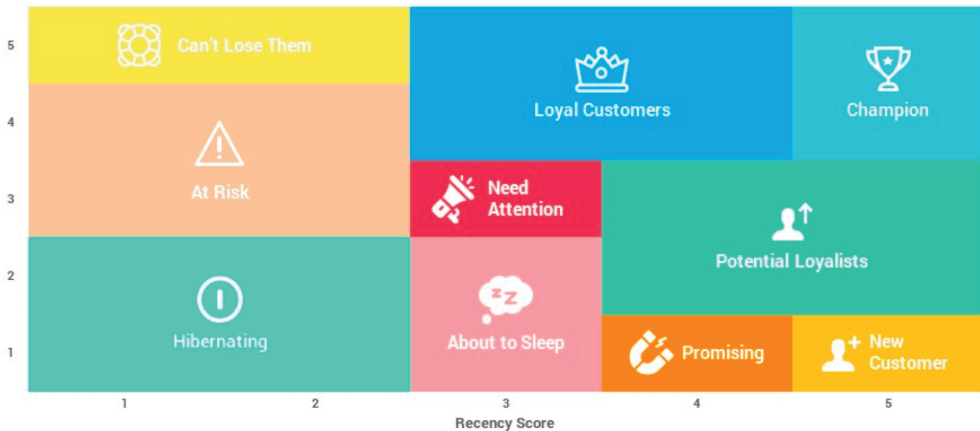 5
Can't Lose Them
Loyal Customers
Champion
4
At Risk
3
Need
Attention
Potential Loyalists
2
Hibernating
About to Sleep
zz
1
Promising
New
Customer
1
2
3
4
5
Recency Score